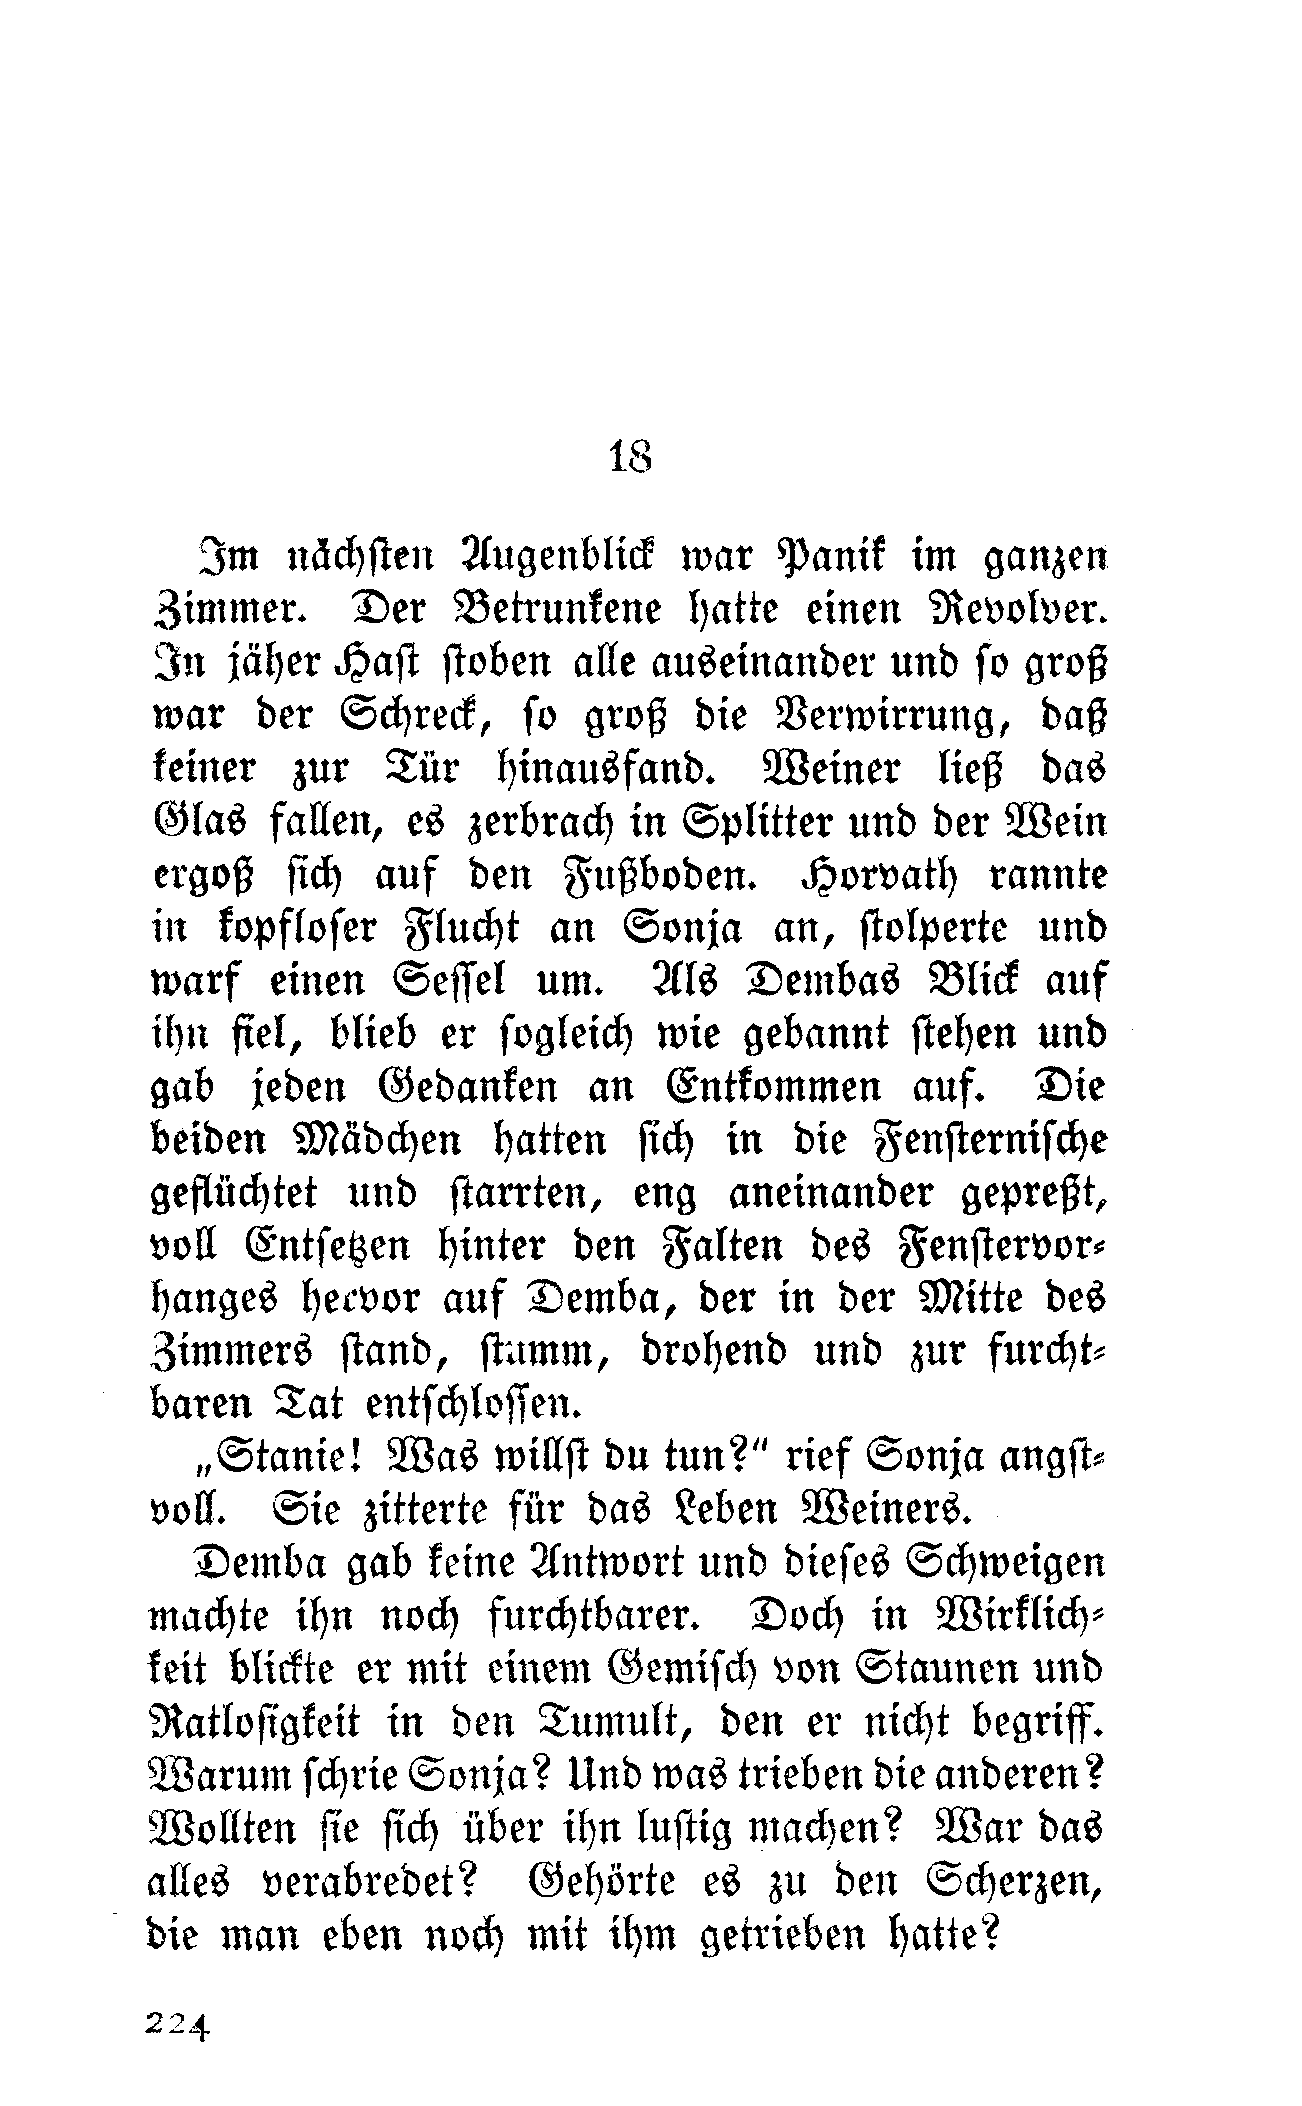 18
Im nächsten Augenblick war Panik im ganzen
Zimmer. Der Betrunkene hatte einen Revolver.
In jäher Hast stoben alle auseinander und so groß
war der Schreck, so groß die Verwirrung, daß
keiner zur Tür hinausfand. Weiner ließ das
Glas fallen, es zerbrach in Splitter und der Wein
ergoß sich auf den Fußboden. Horvath rannte
in kopfloser Flucht an Sonja an, stolperte und
warf einen Sessel um. Als Dembas Blick auf
ihn fiel, blieb er sogleich wie gebannt stehen und
gab jeden Gedanken an Entkommen auf. Die
beiden Mädchen hatten sich in die Fensternische
geflüchtet und starrten, eng aneinander gepreßt,
voll Entsetzen hinter den Falten des Fenstervor-
hanges hervor auf Demba, der in der Mitte des
Zimmers stand, stumm, drohend und zur furcht-
baren Tat entschlossen.
„Stanie! Was willst du tun?“ rief Sonja angst-
voll. Sie zitterte für das Leben Weiners.
Demba gab keine Antwort und dieses Schweigen
machte ihn noch furchtbarer. Doch in Wirklich-
keit blickte er mit einem Gemisch von Staunen und
Ratlosigkeit in den Tumult, den er nicht begriff.
Warum schrie Sonja? Und was trieben die anderen?
Wollten sie sich über ihn lustig machen? War das
alles verabredet? Gehörte es zu den Scherzen,
die man eben noch mit ihm getrieben hatte?
224